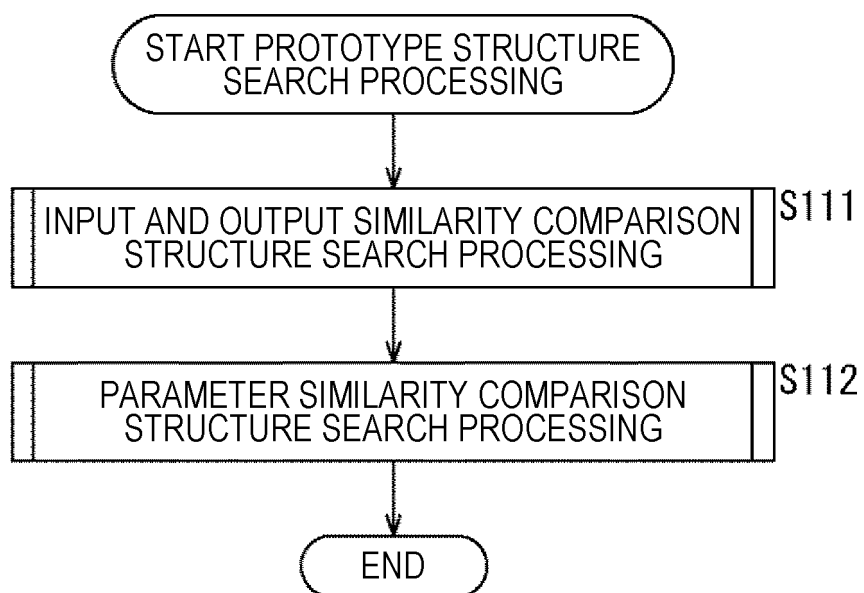 START PROTOTYPE STRUCTURE
SEARCH PROCESSING
S111
INPUT AND OUTPUT SIMILARITY COMPARISON
STRUCTURE SEARCH PROCESSING
S112
PARAMETER SIMILARITY COMPARISON
STRUCTURE SEARCH PROCESSING
END